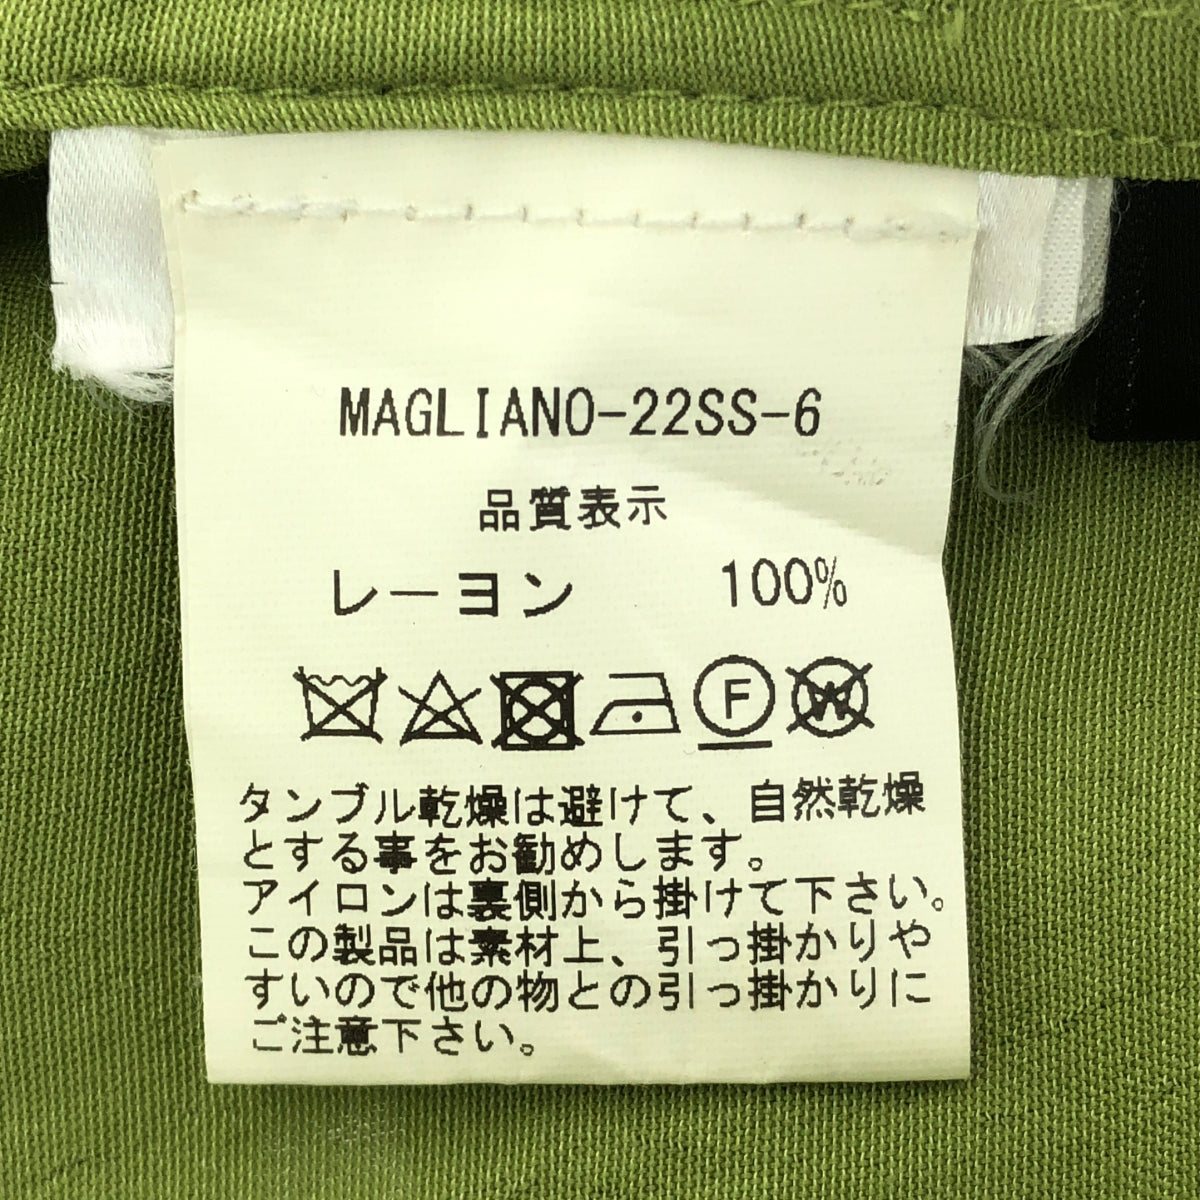 MAGLIANO-22SS-6
品質表示
レーヨン 100%
F W
タンブル乾燥は避けて、自然乾燥
とする事をお勧めします。
アイロンは裏側から掛けて下さい。
この製品は素材上、引っ掛かりや
すいので他の物との引っ掛かりに
ご注意下さい。